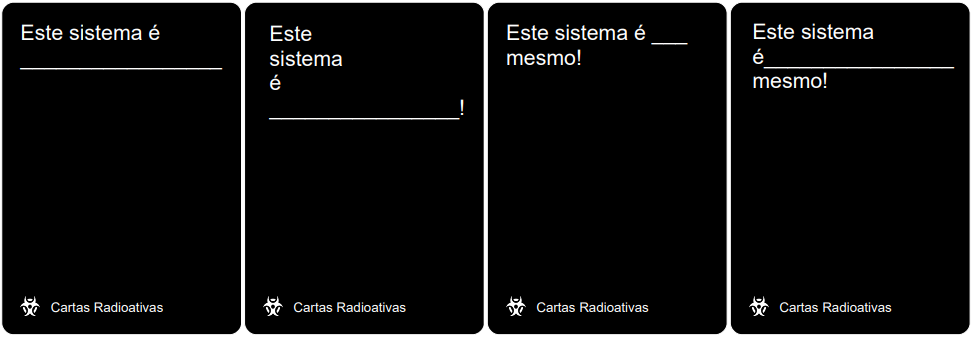 Este sistema é
_________________
Cartas Radioativas
Este
sistema
é
________________!
Cartas Radioativas
Este sistema é ___
mesmo!
Cartas Radioativas
Este sistema
é________________
mesmo!
Cartas Radioativas